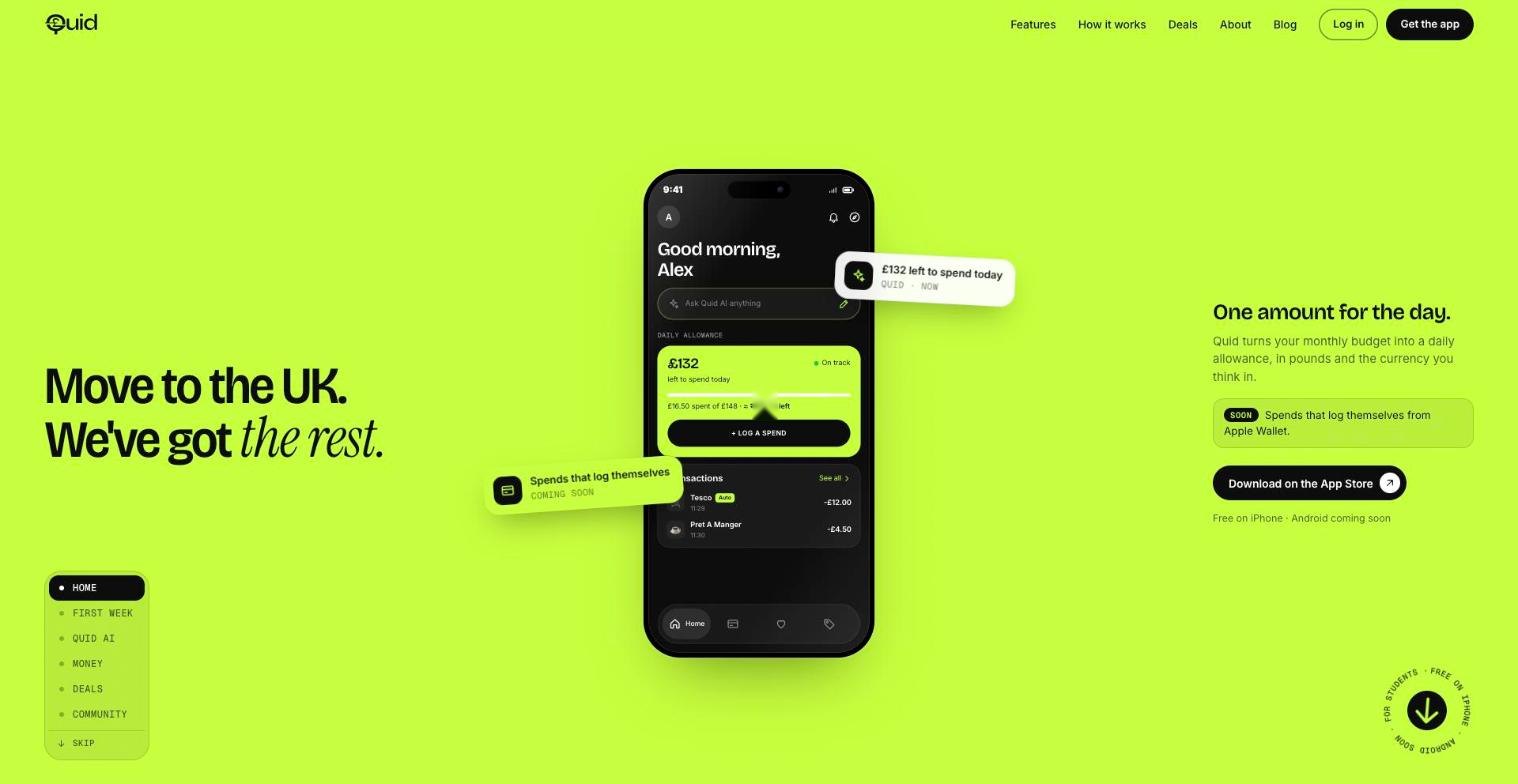 Quid
Features
How it works
Deals
About
Blog
Log in
Get the app
Move to the UK.
We've got the rest.
HOME
FIRST WEEK
QUID AI
MONEY
DEALS
COMMUNITY
SKIP
9:41
A
Good morning,
Alex
Ask Quid AI anything
DAILY ALLOWANCE
£132
On track
left to spend today
£16.50 spent of £148 · ≈ left
+ LOG A SPEND
nsactions
See all
Tesco Auto
11:29
-£12.00
Pret A Manger
11:30
-£4.50
Home
£132 left to spend today
QUID · NOW
Spends that log themselves
COMING SOON
One amount for the day.
Quid turns your monthly budget into a daily
allowance, in pounds and the currency you
think in.
SOON Spends that log themselves from
Apple Wallet.
Download on the App Store
Free on iPhone · Android coming soon
FREE ON IPHONE · ANDROID SOON · FOR STUDENTS ·